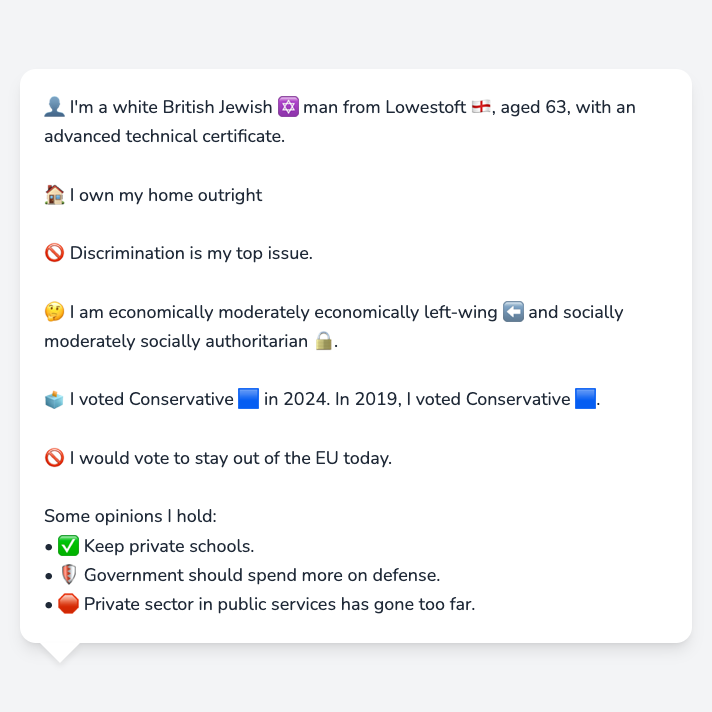 👤 I'm a white British Jewish ✡️ man from Lowestoft 🏴󠁧󠁢󠁥󠁮󠁧󠁿, aged 63, with an
advanced technical certificate.
🏠 I own my home outright
🚫 Discrimination is my top issue.
🤔 I am economically moderately economically left-wing ⬅️ and socially
moderately socially authoritarian 🔒.
🗳️ I voted Conservative 🟦 in 2024. In 2019, I voted Conservative 🟦.
🚫 I would vote to stay out of the EU today.
Some opinions I hold:
• ✅ Keep private schools.
• 🛡️ Government should spend more on defense.
• 🛑 Private sector in public services has gone too far.